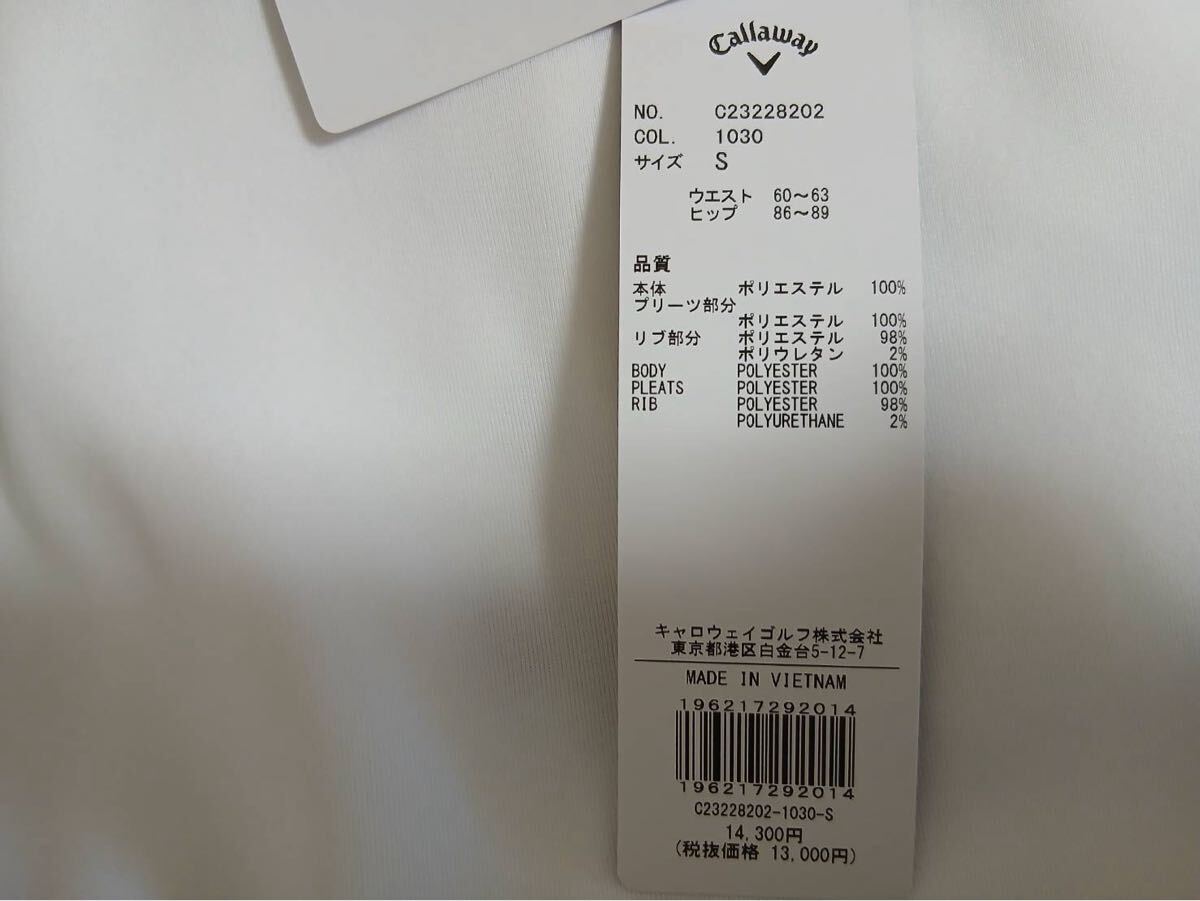 Callaway
NO. C23228202
COL. 1030
サイズ S
ウエスト 60〜63
ヒップ 86〜89
品質
本体 ポリエステル 100%
プリーツ部分
ポリエステル 100%
リブ部分 ポリエステル 98%
ポリウレタン 2%
BODY POLYESTER 100%
PLEATS POLYESTER 100%
RIB POLYESTER 98%
POLYURETHANE 2%
キャロウェイゴルフ株式会社
東京都港区白金台5-12-7
MADE IN VIETNAM
196217292014
196217292014
C23228202-1030-S
14,300円
(税抜価格 13,000円)